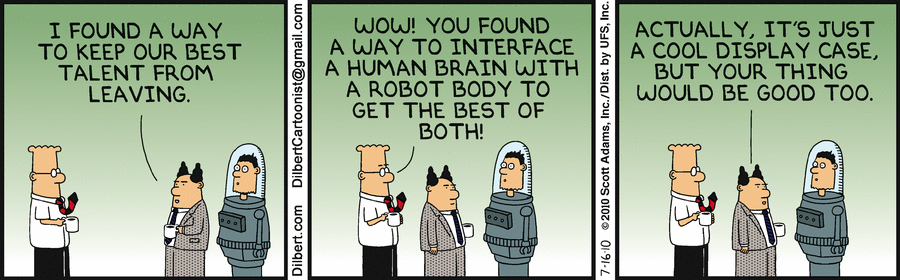 I FOUND A WAY
TO KEEP OUR BEST
TALENT FROM
LEAVING.
Dilbert.com DilbertCartoonist@gmail.com
WOW! YOU FOUND
A WAY TO INTERFACE
A HUMAN BRAIN WITH
A ROBOT BODY TO
GET THE BEST OF
BOTH!
7-16-10 ©2010 Scott Adams, Inc./Dist. by UFS, Inc.
ACTUALLY, IT'S JUST
A COOL DISPLAY CASE,
BUT YOUR THING
WOULD BE GOOD TOO.